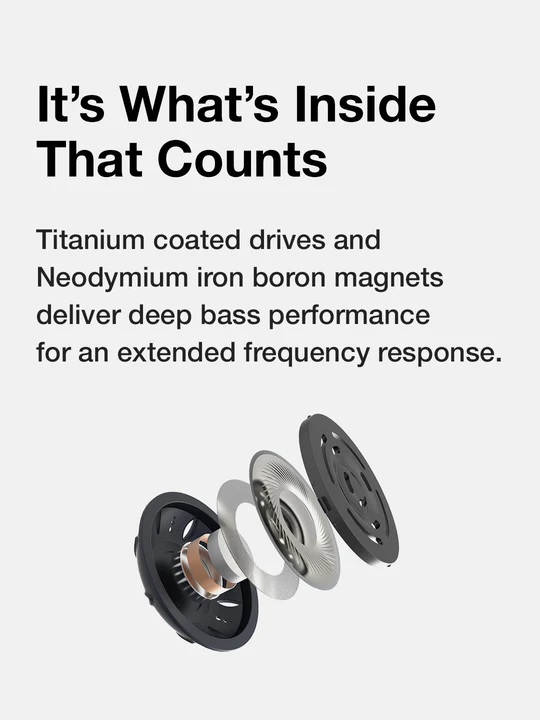 It’s What’s Inside
That Counts
Titanium coated drives and
Neodymium iron boron magnets
deliver deep bass performance
for an extended frequency response.